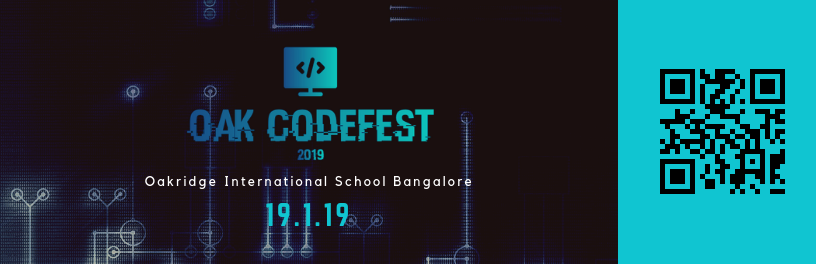 </>
OAK CODEFEST
2019
Oakridge International School Bangalore
19.1.19